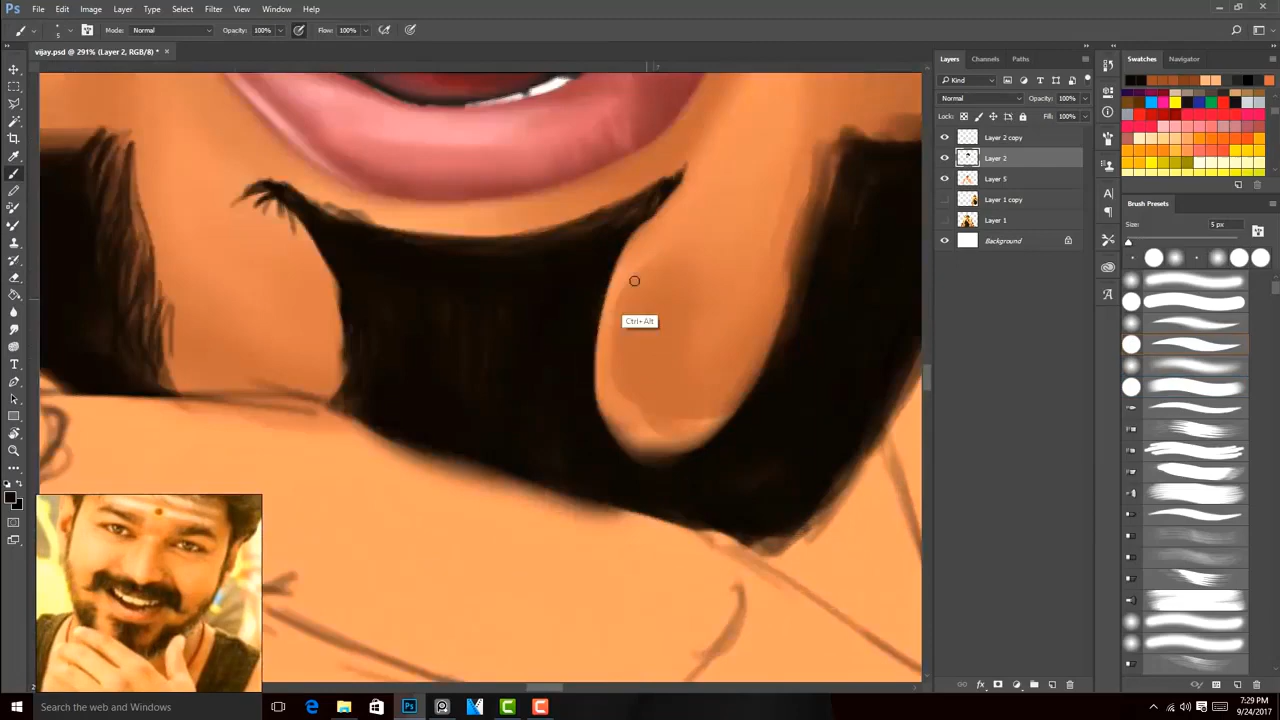 Ps File Edit Image Layer Type Select Filter View Window Help
5 Mode: Normal Opacity: 100% Flow: 100%
vijay.psd @ 291% (Layer 2, RGB/8) * ×
Layers Channels Paths
Kind
Normal Opacity: 100%
Lock: Fill: 100%
Layer 2 copy
Layer 2
Layer 5
Layer 1 copy
Layer 1
Background
Swatches Navigator
Brush Presets
Size: 5 px
Ctrl+Alt
Search the web and Windows
Ps
7:29 PM
9/24/2017